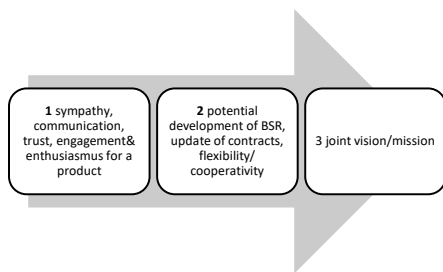 1 sympathy,
communication,
trust, engagement&
enthusiasmus for a
product
2 potential
development of BSR,
update of contracts,
flexibility/
cooperativity
3 joint vision/mission